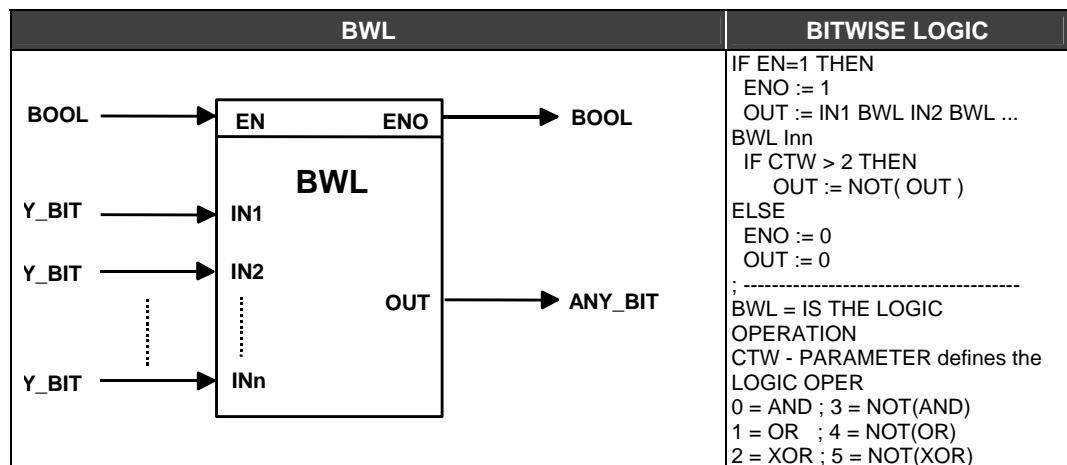 BWL
BITWISE LOGIC
BOOL
EN
ENO
BOOL
BWL
Y_BIT
IN1
Y_BIT
IN2
OUT
ANY_BIT
Y_BIT
INn
IF EN=1 THEN
ENO := 1
OUT := IN1 BWL IN2 BWL ...
BWL Inn
IF CTW > 2 THEN
OUT := NOT( OUT )
ELSE
ENO := 0
OUT := 0
; ---------------------------------------
BWL = IS THE LOGIC
OPERATION
CTW - PARAMETER defines the
LOGIC OPER
0 = AND ; 3 = NOT(AND)
1 = OR ; 4 = NOT(OR)
2 = XOR ; 5 = NOT(XOR)